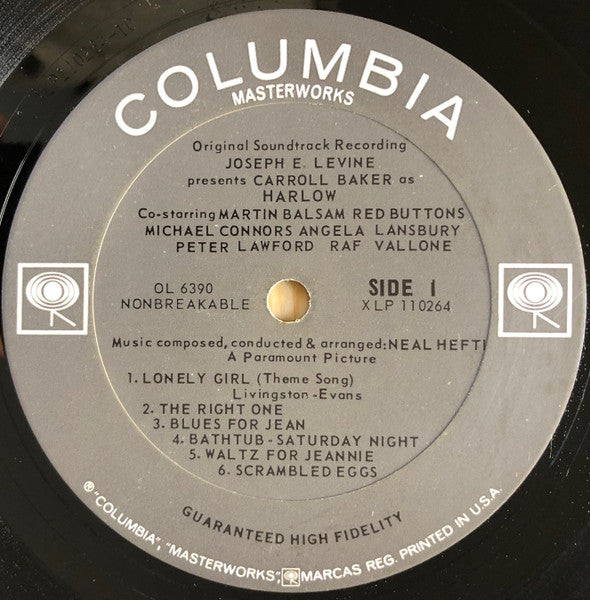 COLUMBIA
MASTERWORKS
Original Soundtrack Recording
JOSEPH E. LEVINE
presents CARROLL BAKER as
HARLOW
Co-starring MARTIN BALSAM RED BUTTONS
MICHAEL CONNORS ANGELA LANSBURY
PETER LAWFORD RAF VALLONE
OL 6390
NONBREAKABLE
SIDE 1
XLP 110264
Music composed, conducted & arranged: NEAL HEFTI
A Paramount Picture
1. LONELY GIRL (Theme Song)
Livingston-Evans
2. THE RIGHT ONE
3. BLUES FOR JEAN
4. BATHTUB - SATURDAY NIGHT
5. WALTZ FOR JEANNIE
6. SCRAMBLED EGGS
GUARANTEED HIGH FIDELITY
® "COLUMBIA", "MASTERWORKS", MARCAS REG. PRINTED IN U.S.A.